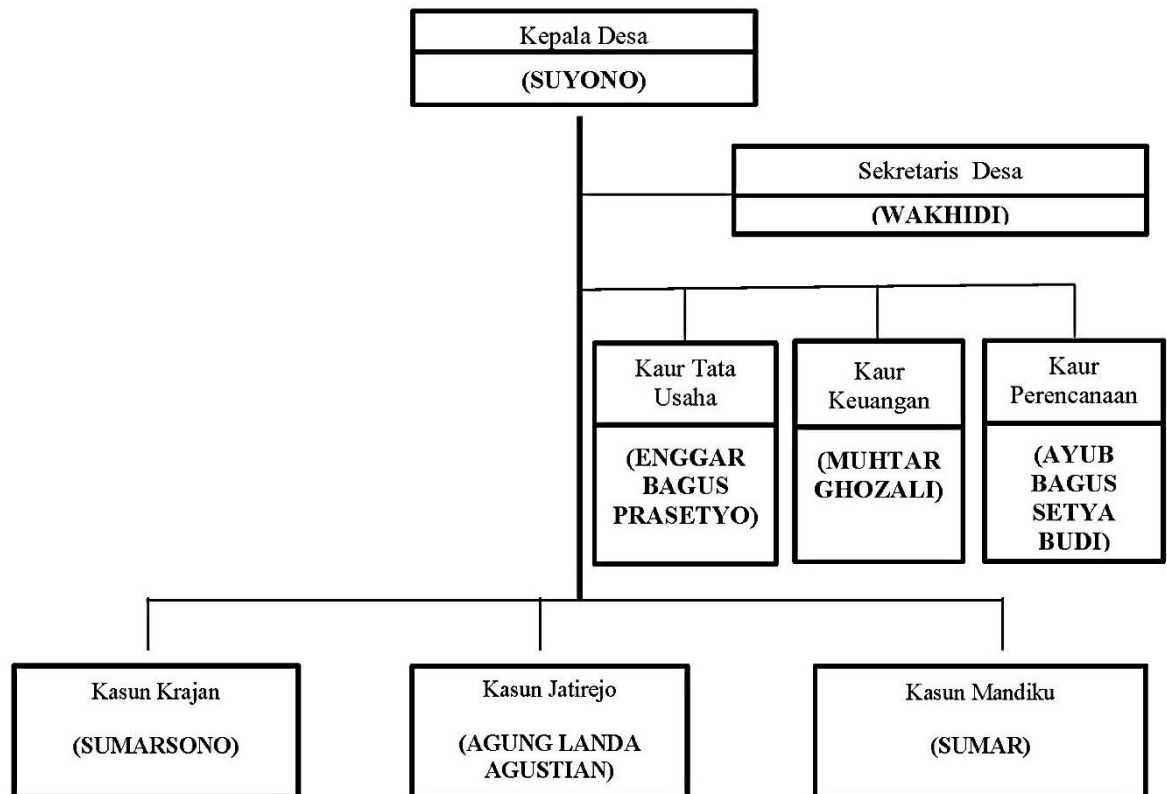 Kepala Desa
(SUYONO)
Sekretaris Desa
(WAKHIDI)
Kaur Tata
Usaha
(ENGGAR
BAGUS
PRASETYO)
Kaur
Keuangan
(MUHTAR
GHOZALI)
Kaur
Perencanaan
(AYUB
BAGUS
SETYA
BUDI)
Kasun Krajan
(SUMARSONO)
Kasun Jatirejo
(AGUNG LANDA
AGUSTIAN)
Kasun Mandiku
(SUMAR)